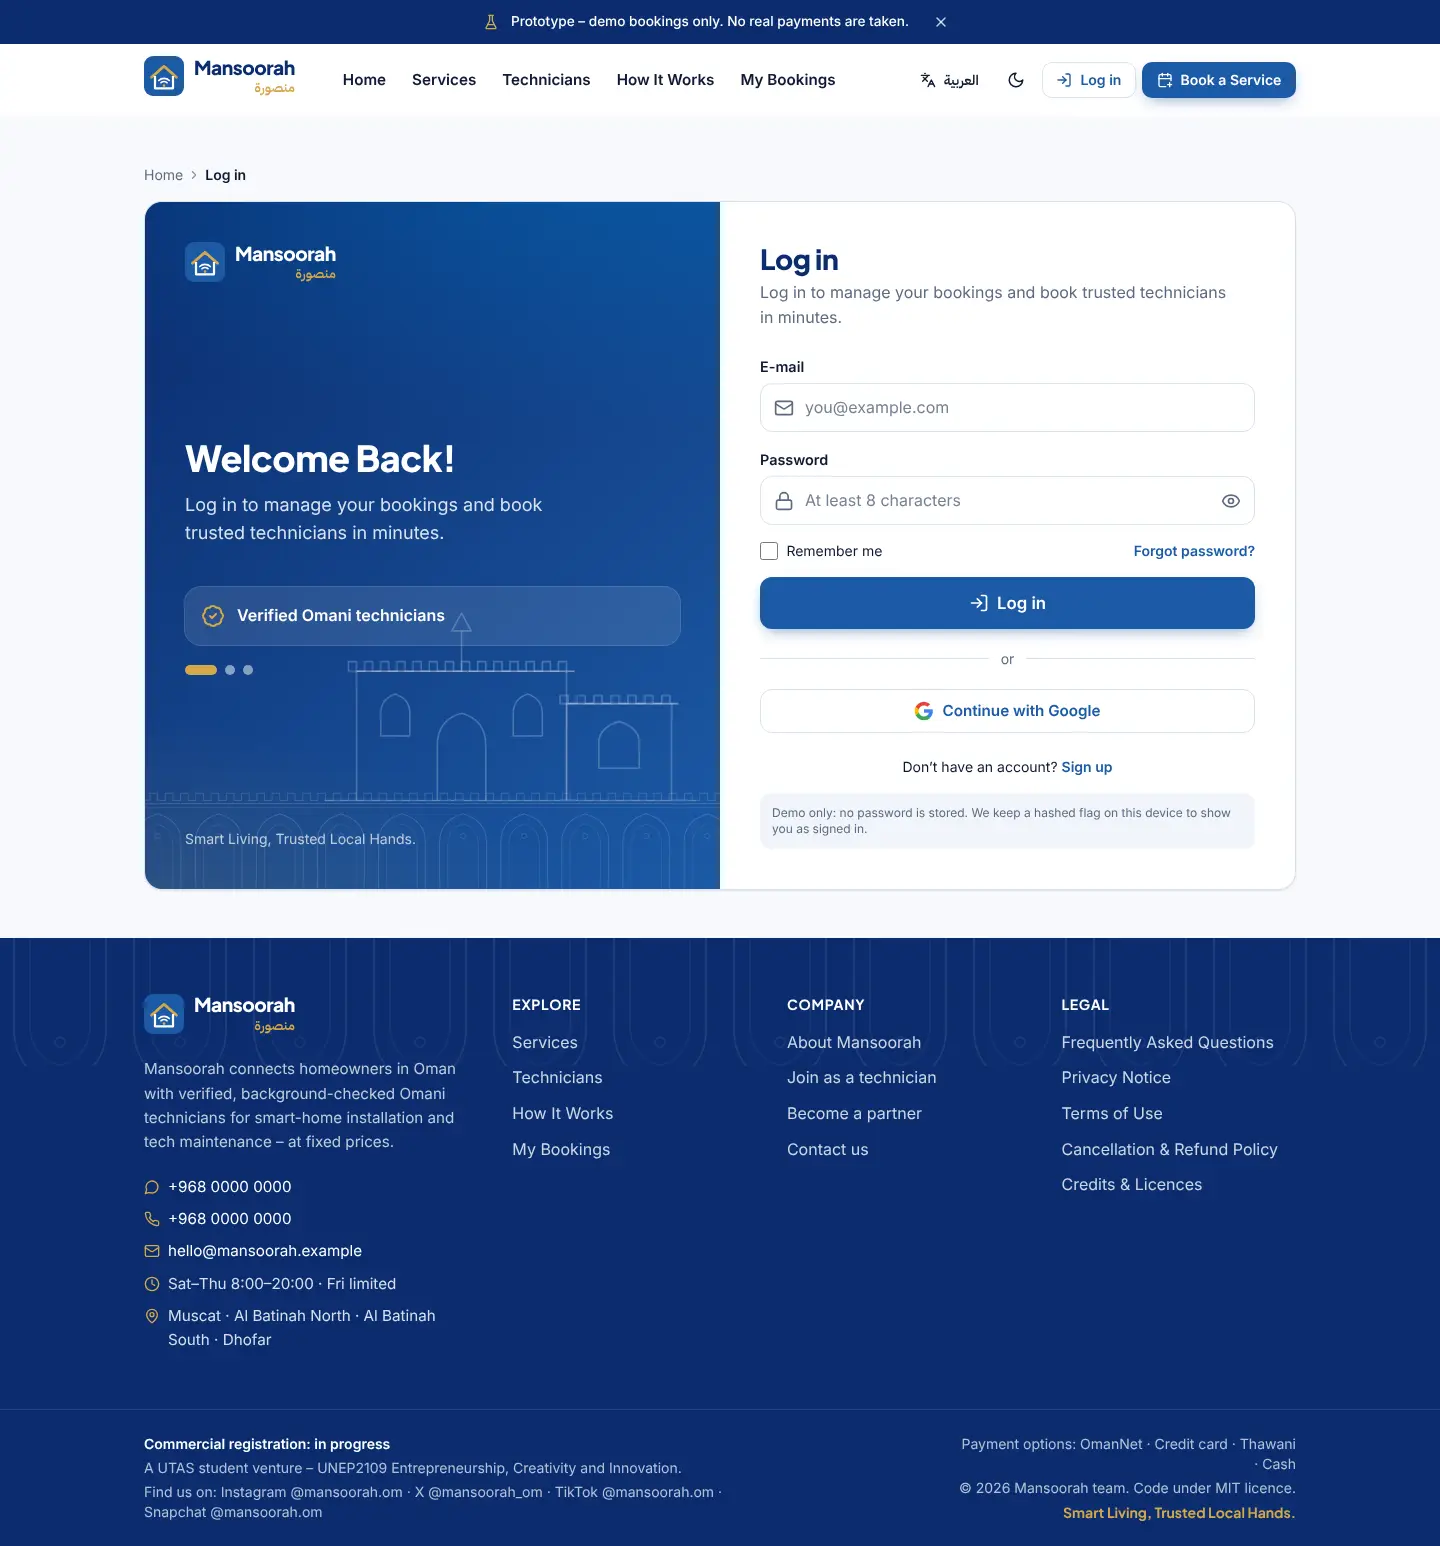 Prototype – demo bookings only. No real payments are taken.
Mansoorah
منصورة
Home
Services
Technicians
How It Works
My Bookings
العربية
Log in
Book a Service
Home > Log in
Mansoorah
منصورة
Welcome Back!
Log in to manage your bookings and book
trusted technicians in minutes.
Verified Omani technicians
Smart Living, Trusted Local Hands.
Log in
Log in to manage your bookings and book trusted technicians
in minutes.
E-mail
you@example.com
Password
At least 8 characters
Remember me
Forgot password?
Log in
or
Continue with Google
Don't have an account? Sign up
Demo only: no password is stored. We keep a hashed flag on this device to show
you as signed in.
Mansoorah
منصورة
Mansoorah connects homeowners in Oman
with verified, background-checked Omani
technicians for smart-home installation and
tech maintenance – at fixed prices.
+968 0000 0000
+968 0000 0000
hello@mansoorah.example
Sat–Thu 8:00–20:00 · Fri limited
Muscat · Al Batinah North · Al Batinah
South · Dhofar
EXPLORE
Services
Technicians
How It Works
My Bookings
COMPANY
About Mansoorah
Join as a technician
Become a partner
Contact us
LEGAL
Frequently Asked Questions
Privacy Notice
Terms of Use
Cancellation & Refund Policy
Credits & Licences
Commercial registration: in progress
A UTAS student venture – UNEP2109 Entrepreneurship, Creativity and Innovation.
Find us on: Instagram @mansoorah.om · X @mansoorah_om · TikTok @mansoorah.om ·
Snapchat @mansoorah.om
Payment options: OmanNet · Credit card · Thawani
· Cash
© 2026 Mansoorah team. Code under MIT licence.
Smart Living, Trusted Local Hands.